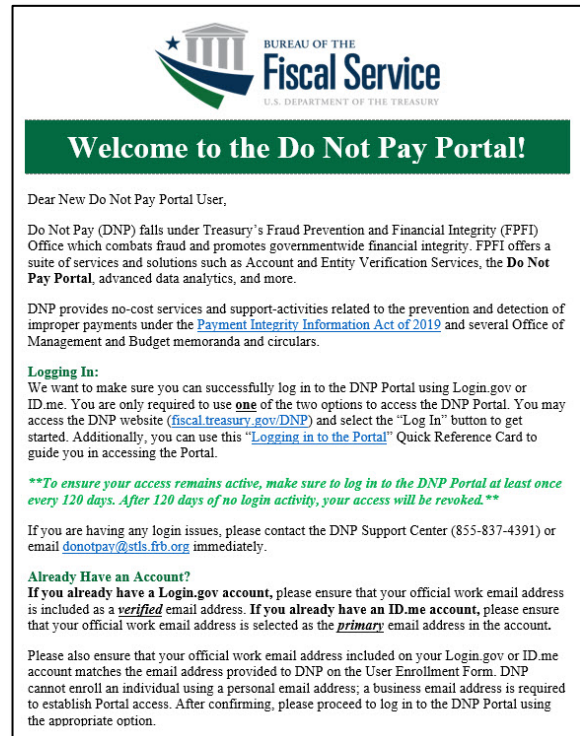 BUREAU OF THE
Fiscal Service
U.S. DEPARTMENT OF THE TREASURY
Welcome to the Do Not Pay Portal!
Dear New Do Not Pay Portal User,
Do Not Pay (DNP) falls under Treasury's Fraud Prevention and Financial Integrity (FPFI)
Office which combats fraud and promotes governmentwide financial integrity. FPFI offers a
suite of services and solutions such as Account and Entity Verification Services, the Do Not
Pay Portal, advanced data analytics, and more.
DNP provides no-cost services and support-activities related to the prevention and detection of
improper payments under the Payment Integrity Information Act of 2019 and several Office of
Management and Budget memoranda and circulars.
Logging In:
We want to make sure you can successfully log in to the DNP Portal using Login.gov or
ID.me. You are only required to use one of the two options to access the DNP Portal. You may
access the DNP website (fiscal.treasury.gov/DNP) and select the “Log In” button to get
started. Additionally, you can use this “Logging in to the Portal” Quick Reference Card to
guide you in accessing the Portal.
**To ensure your access remains active, make sure to log in to the DNP Portal at least once
every 120 days. After 120 days of no login activity, your access will be revoked.**
If you are having any login issues, please contact the DNP Support Center (855-837-4391) or
email donotpay@stls.frb.org immediately.
Already Have an Account?
If you already have a Login.gov account, please ensure that your official work email address
is included as a verified email address. If you already have an ID.me account, please ensure
that your official work email address is selected as the primary email address in the account.
Please also ensure that your official work email address included on your Login.gov or ID.me
account matches the email address provided to DNP on the User Enrollment Form. DNP
cannot enroll an individual using a personal email address; a business email address is required
to establish Portal access. After confirming, please proceed to log in to the DNP Portal using
the appropriate option.